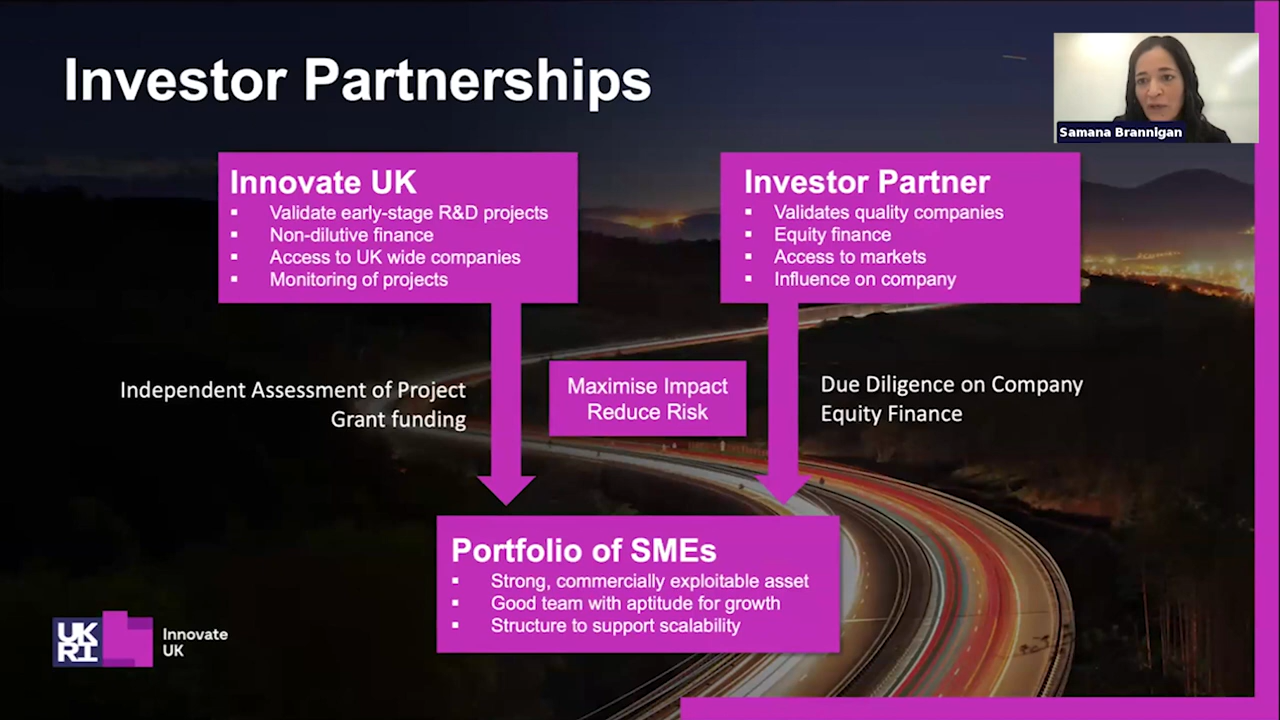 Investor Partnerships
Samana Brannigan
Innovate UK
▪ Validate early-stage R&D projects
▪ Non-dilutive finance
▪ Access to UK wide companies
▪ Monitoring of projects
Investor Partner
▪ Validates quality companies
▪ Equity finance
▪ Access to markets
▪ Influence on company
Independent Assessment of Project
Grant funding
Maximise Impact
Reduce Risk
Due Diligence on Company
Equity Finance
Portfolio of SMEs
▪ Strong, commercially exploitable asset
▪ Good team with aptitude for growth
▪ Structure to support scalability
UK
RI
Innovate
UK